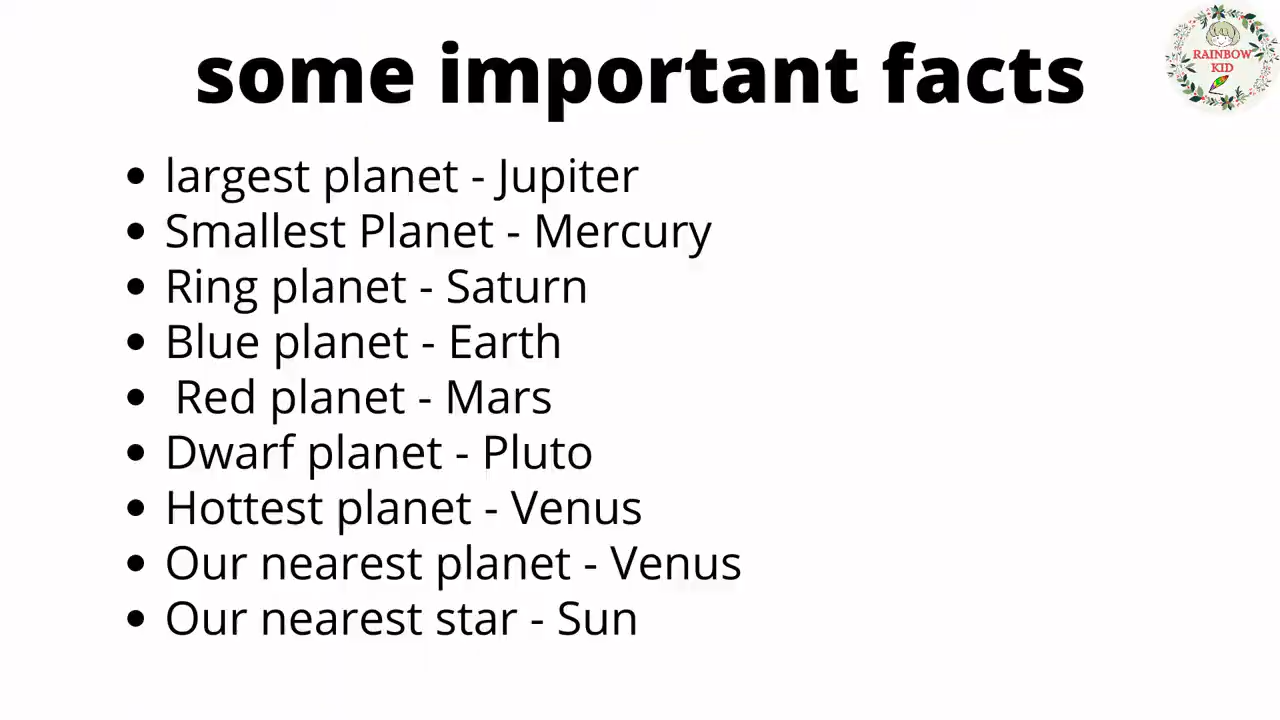 some important facts
RAINBOW
KID
• largest planet - Jupiter
• Smallest Planet - Mercury
• Ring planet - Saturn
• Blue planet - Earth
• Red planet - Mars
• Dwarf planet - Pluto
• Hottest planet - Venus
• Our nearest planet - Venus
• Our nearest star - Sun